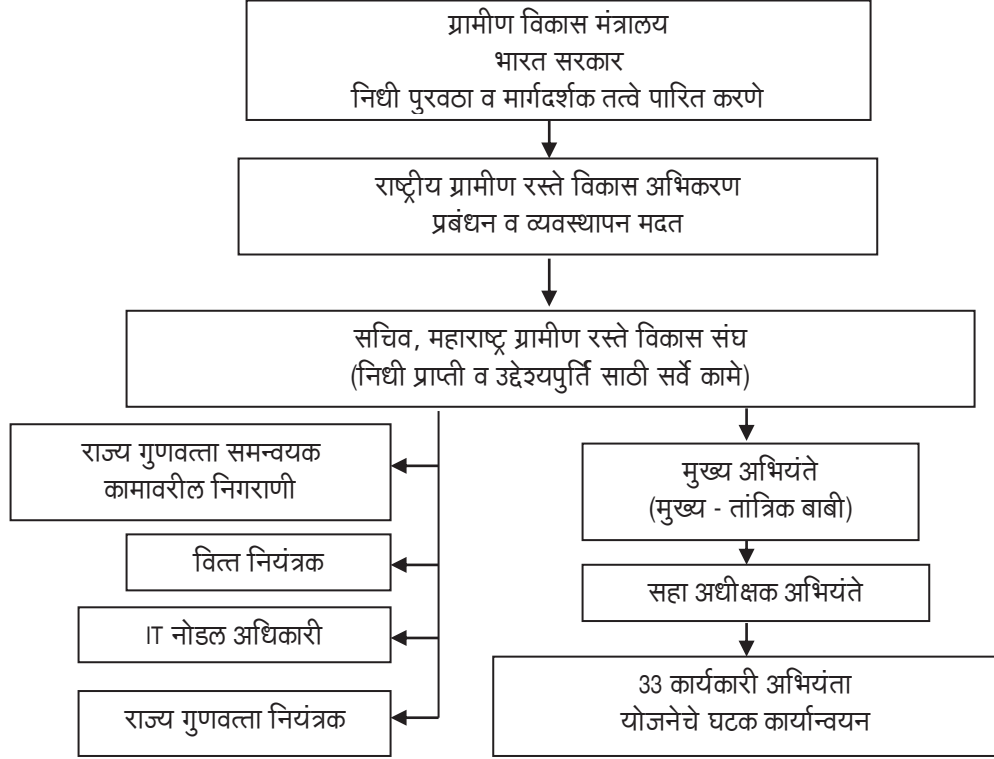 ग्रामीण विकास मंत्रालय
भारत सरकार
निधी पुरवठा व मार्गदर्शक तत्वे पारित करणे
राष्ट्रीय ग्रामीण रस्ते विकास अभिकरण
प्रबंधन व व्यवस्थापन मदत
सचिव, महाराष्ट्र ग्रामीण रस्ते विकास संघ
(निधी प्राप्ती व उद्देश्यपुर्ति साठी सर्वे कामे)
राज्य गुणवत्ता समन्वयक
कामावरील निगराणी
वित्त नियंत्रक
IT नोडल अधिकारी
राज्य गुणवत्ता नियंत्रक
मुख्य अभियंते
(मुख्य - तांत्रिक बाबी)
सहा अधीक्षक अभियंते
33 कार्यकारी अभियंता
योजनेचे घटक कार्यान्वयन